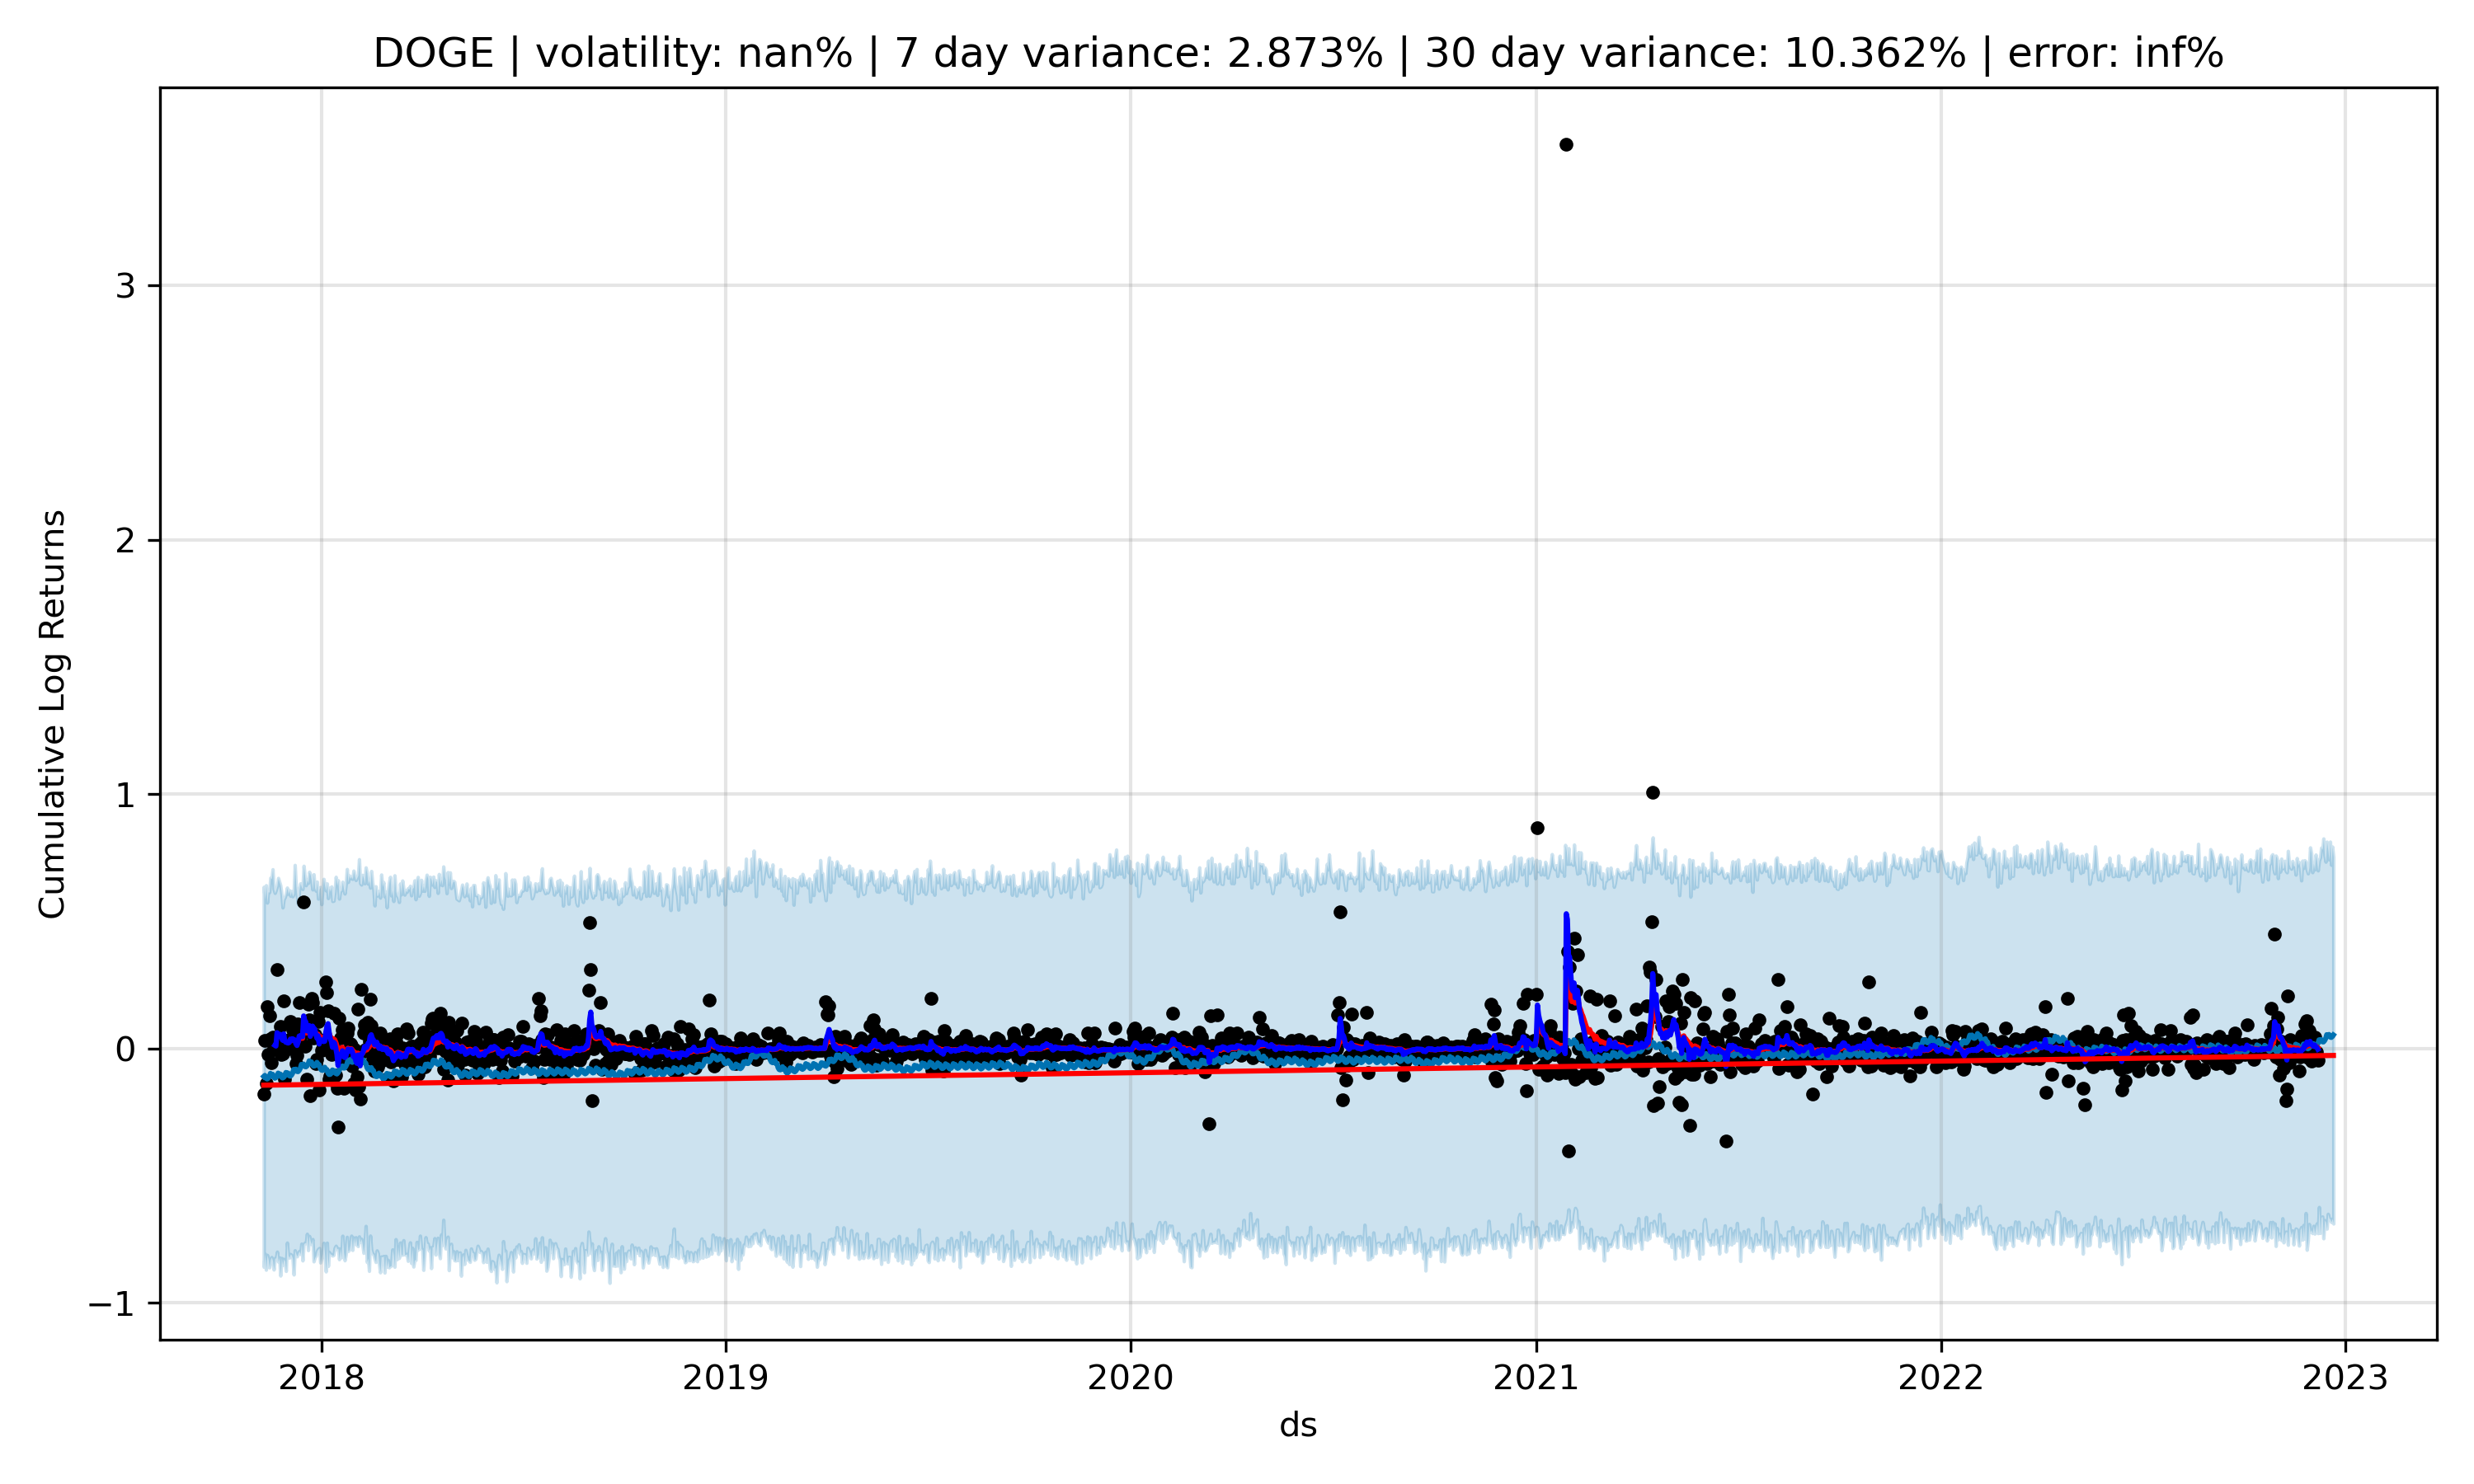 DOGE | volatility: nan% | 7 day variance: 2.873% | 30 day variance: 10.362% | error: inf%
Cumulative Log Returns
3
2
1
0
−1
2018 2019 2020 2021 2022 2023
ds